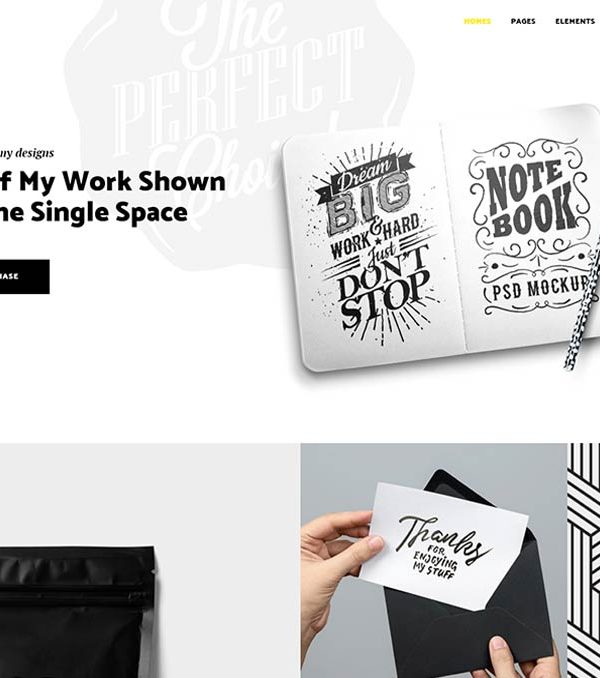 HOMES PAGES ELEMENTS
The
PERFECT
Choice
my designs
f My Work Shown
ne Single Space
HASE
Dream
BIG
WORK & HARD
Just
DON'T
STOP
NOTE
BOOK
PSD MOCKUP
Thanks
FOR
ENJOYING
MY STUFF